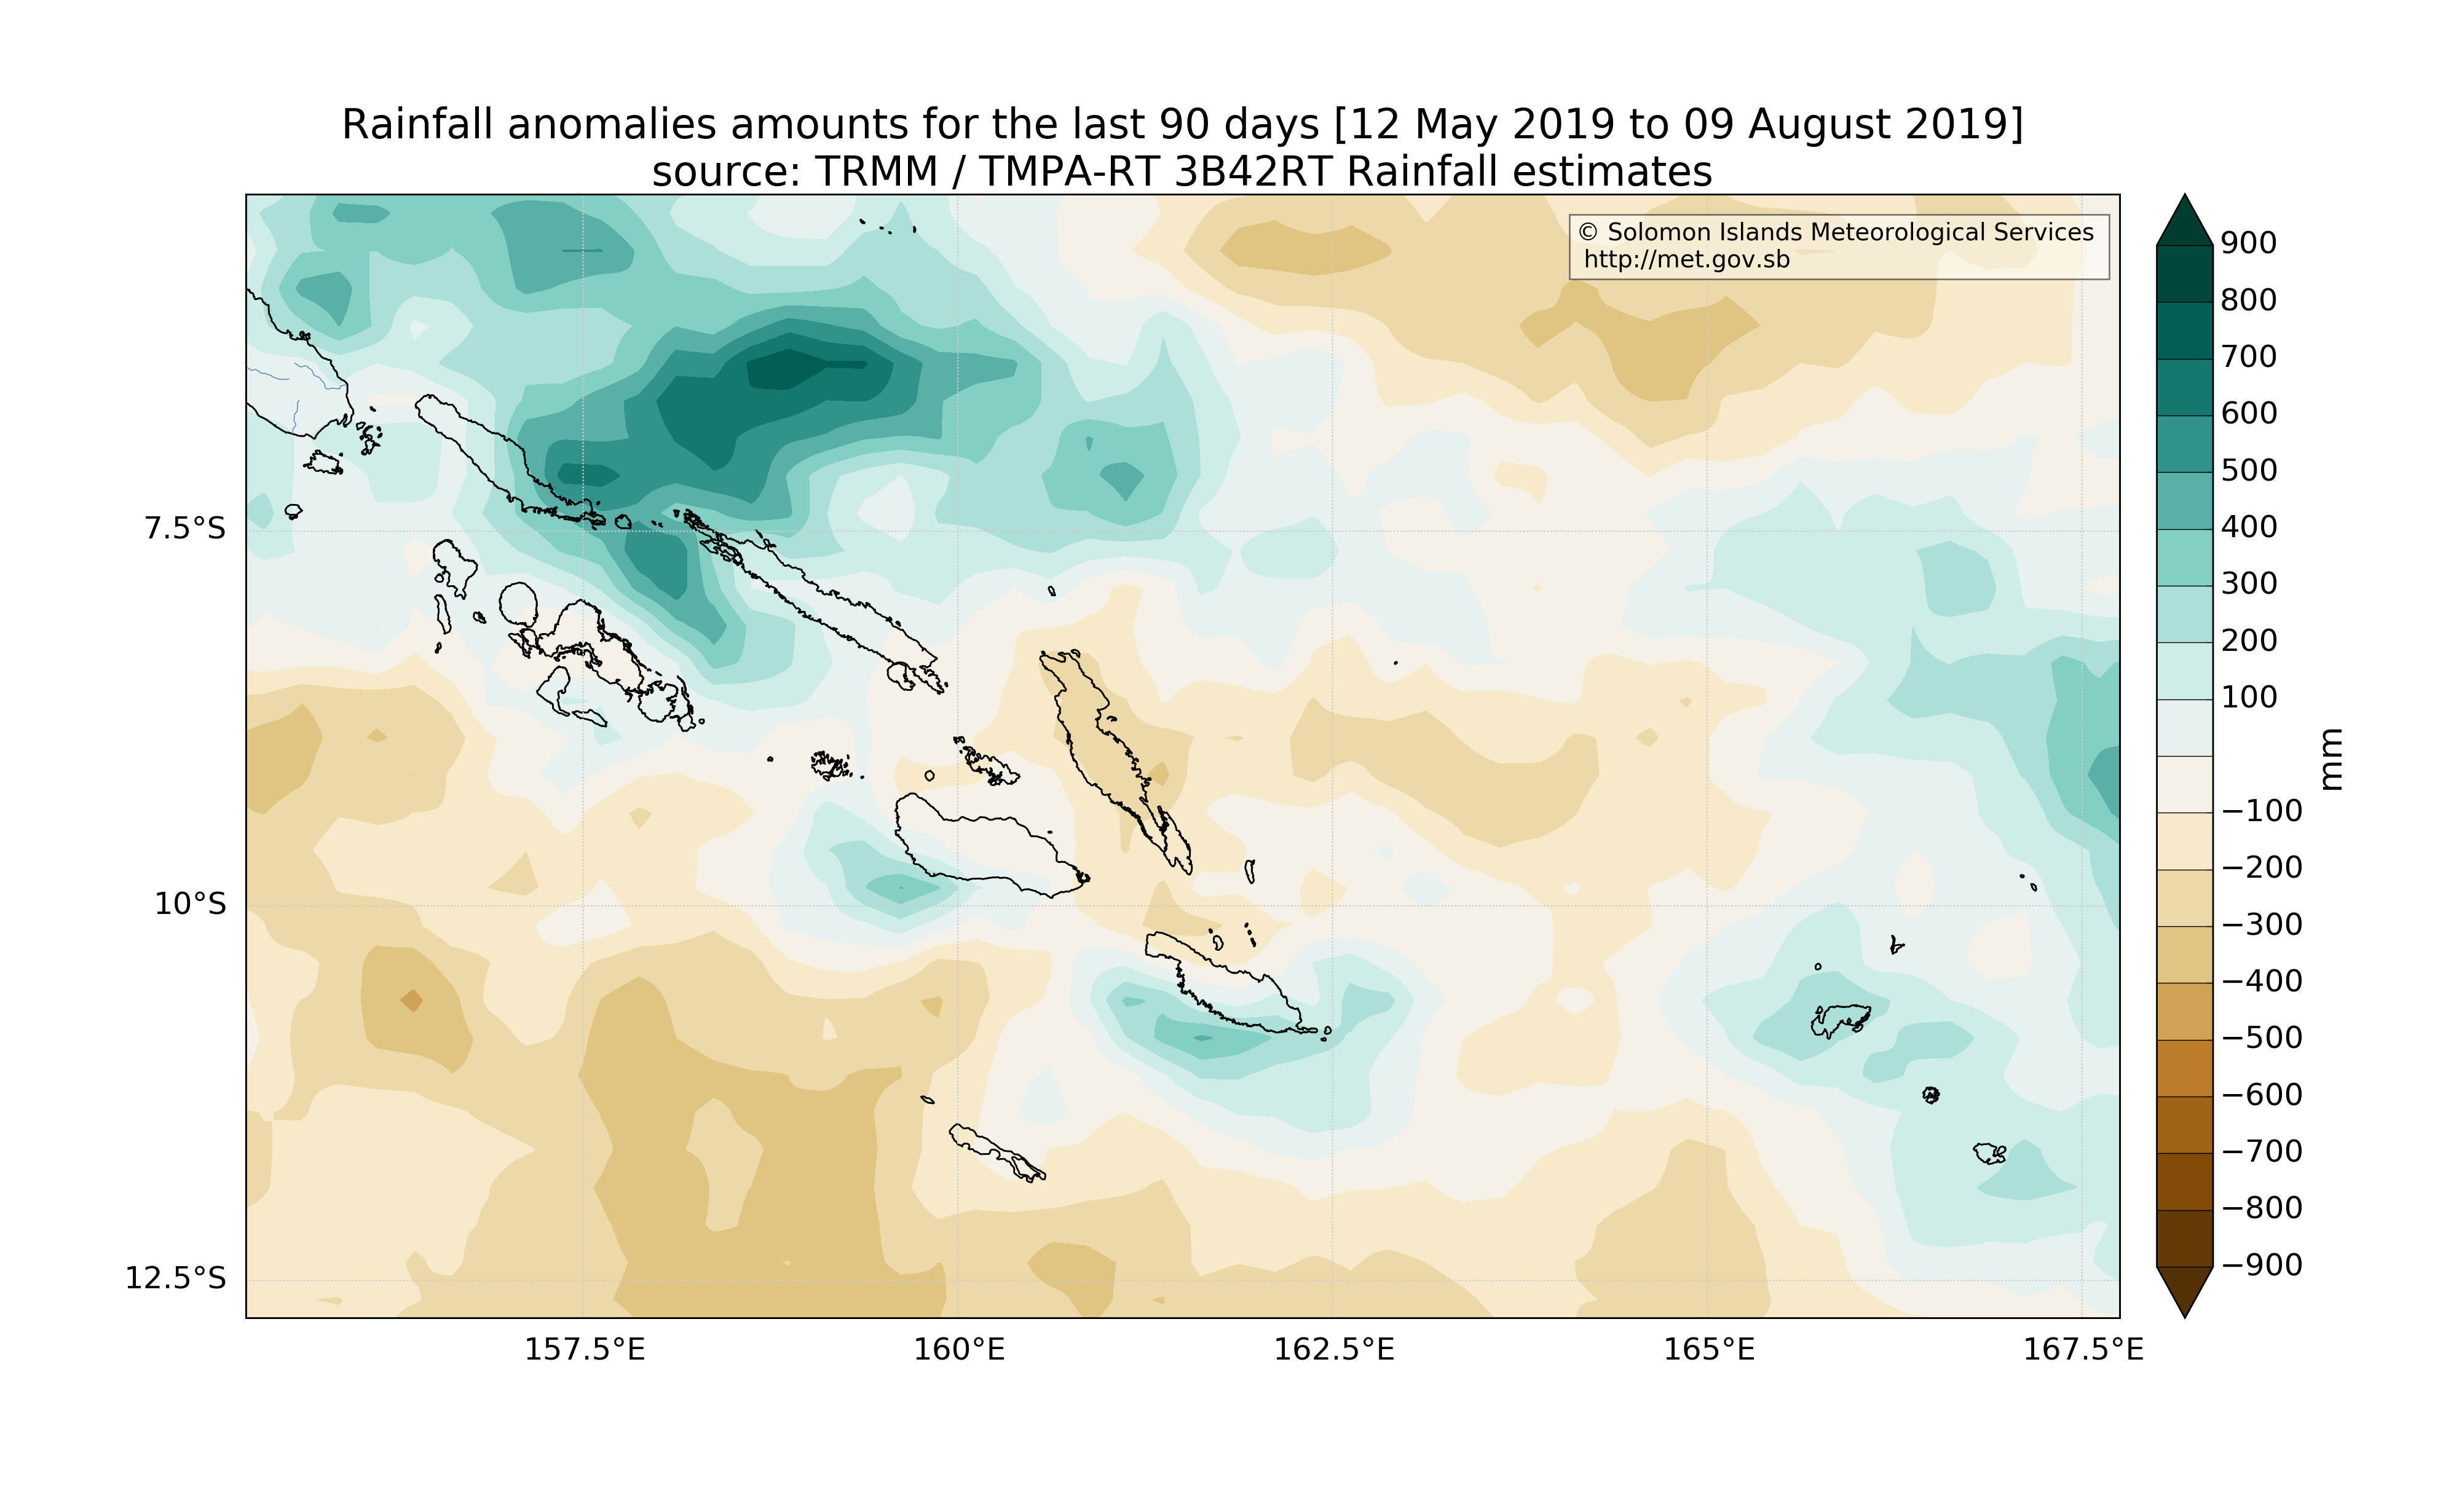 Rainfall anomalies amounts for the last 90 days [12 May 2019 to 09 August 2019]
source: TRMM / TMPA-RT 3B42RT Rainfall estimates
© Solomon Islands Meteorological Services
http://met.gov.sb
7.5°S
10°S
12.5°S
157.5°E
160°E
162.5°E
165°E
167.5°E
900
800
700
600
500
400
300
200
100
−100
−200
−300
−400
−500
−600
−700
−800
−900
mm